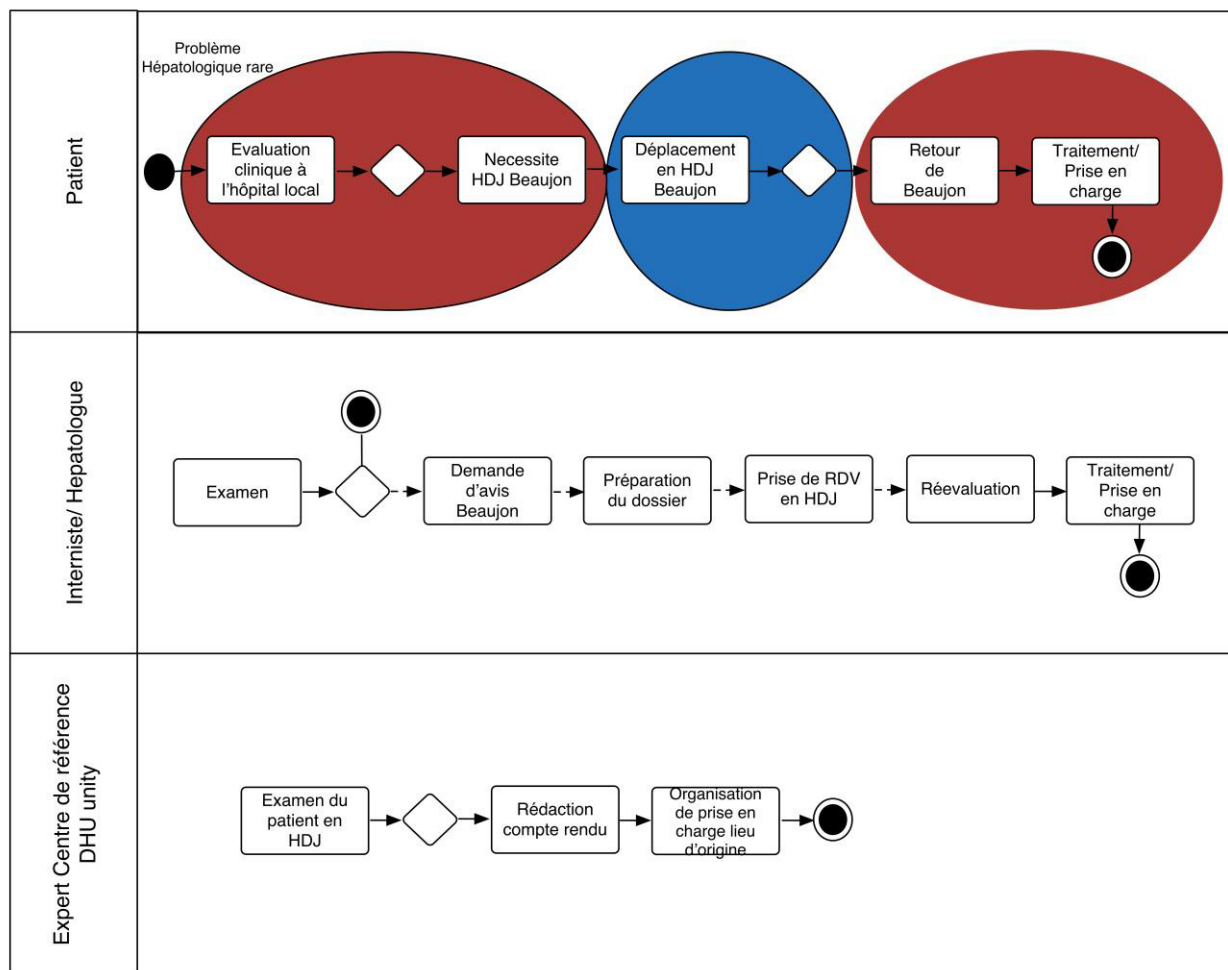 Patient
Problème
Hépatologique rare
Evaluation
clinique à
l'hôpital local
Necessite
HDJ Beaujon
Déplacement
en HDJ
Beaujon
Retour
de
Beaujon
Traitement/
Prise en
charge
Interniste/ Hepatologue
Examen
Demande
d'avis
Beaujon
Préparation
du dossier
Prise de RDV
en HDJ
Réevaluation
Traitement/
Prise en
charge
Expert Centre de référence
DHU unity
Examen du
patient en
HDJ
Rédaction
compte rendu
Organisation
de prise en
charge lieu
d'origine